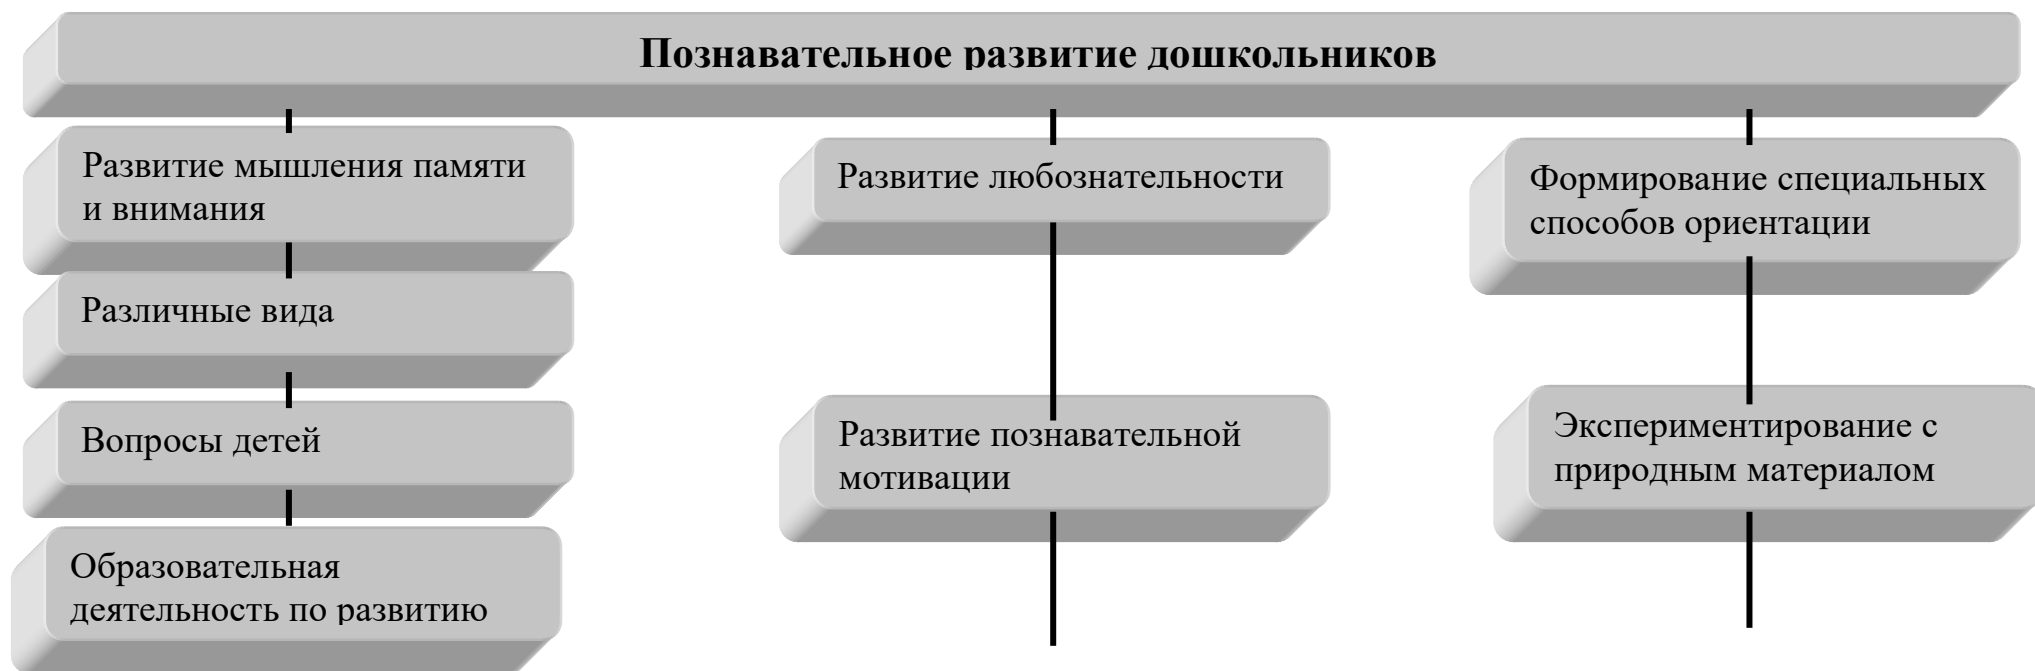 Познавательное развитие дошкольников
Развитие мышления памяти
и внимания
Различные вида
Вопросы детей
Образовательная
деятельность по развитию
Развитие любознательности
Развитие познавательной
мотивации
Формирование специальных
способов ориентации
Экспериментирование с
природным материалом